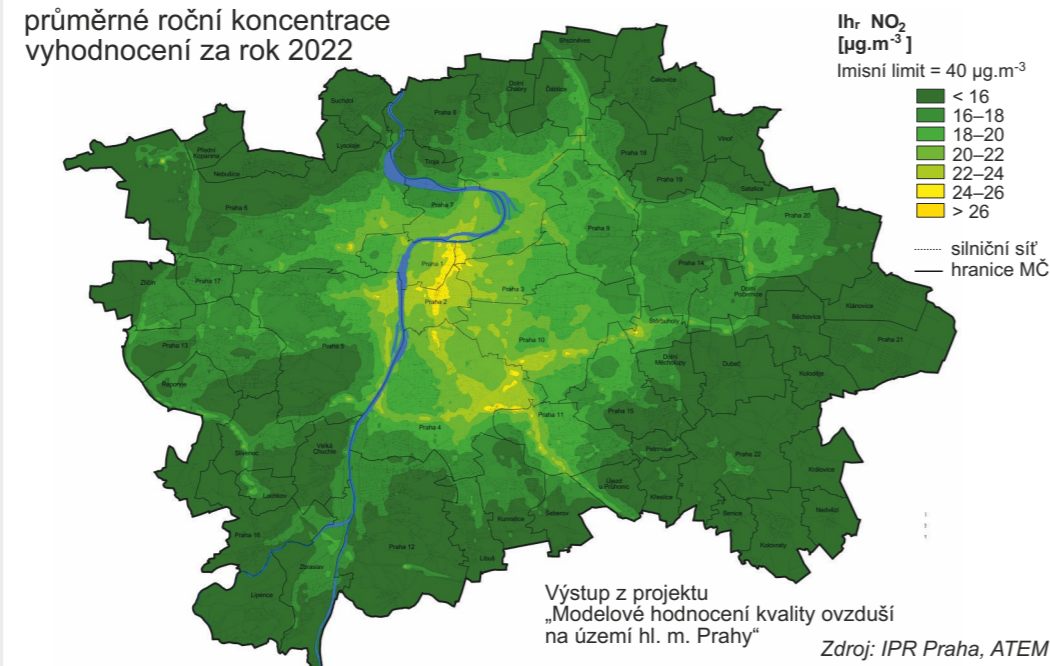 průměrné roční koncentrace
vyhodnocení za rok 2022
Ihr NO2
[µg.m-3 ]
Imisní limit = 40 µg.m-3
< 16
16–18
18–20
20–22
22–24
24–26
> 26
silniční síť
hranice MČ
Březiněves
Čakovice
Dolní
Chabry
Ďáblice
Suchdol
Praha 8
Vinoř
Lysolaje
Přední
Kopanina
Troja
Praha 18
Nebušice
Praha 19
Satalice
Praha 6
Praha 7
Praha 20
Praha 9
Praha 1
Praha 14
Zličín
Praha 17
Praha 2
Praha 3
Dolní
Počernice
Klánovice
Štěrboholy
Běchovice
Praha 13
Praha 5
Praha 10
Praha 21
Dolní
Měcholupy
Dubeč
Koloděje
Řeporyje
Praha 11
Praha 15
Praha 4
Slivenec
Velká
Chuchle
Petrovice
Praha 22
Královice
Újezd
u Průhonic
Lochkov
Křeslice
Nedvězí
Benice
Kunratice
Šeberov
Praha 16
Praha 12
Kolovraty
Libuš
Zbraslav
Lipence
Výstup z projektu
„Modelové hodnocení kvality ovzduší
na území hl. m. Prahy“
Zdroj: IPR Praha, ATEM